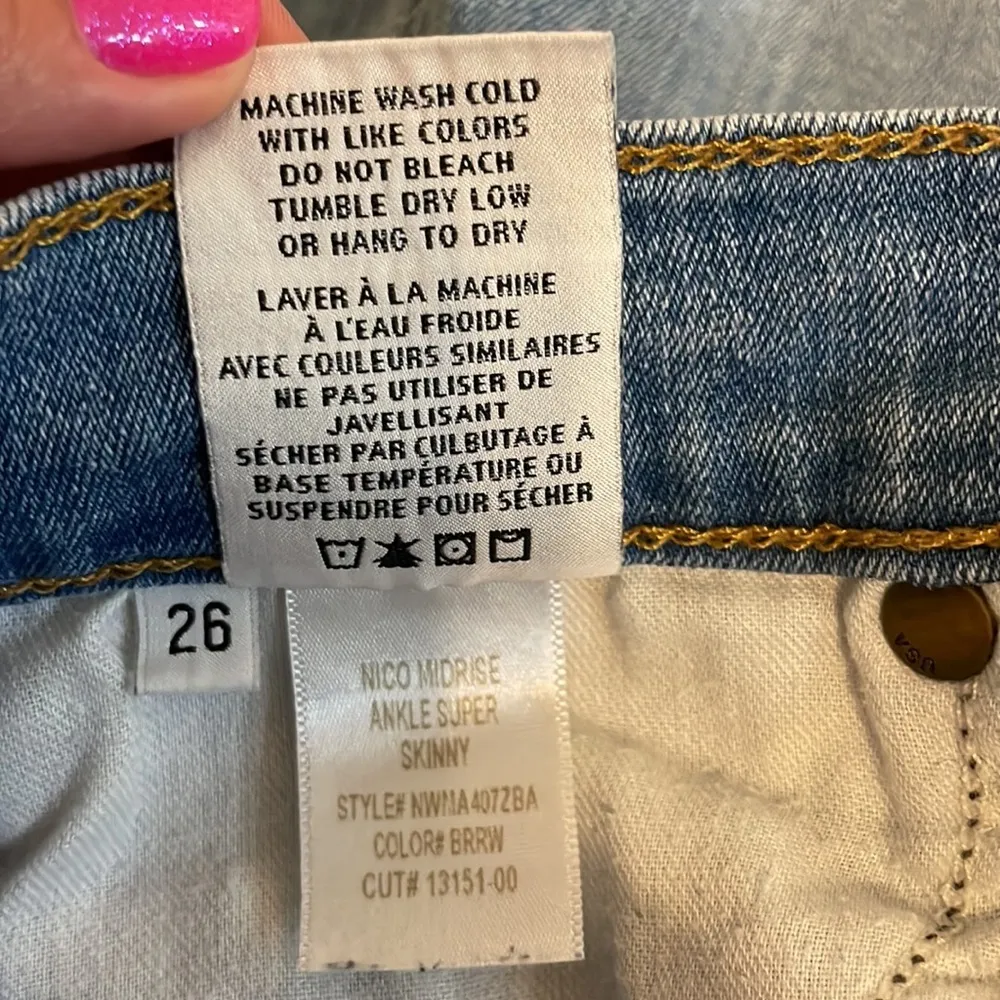 MACHINE WASH COLD
WITH LIKE COLORS
DO NOT BLEACH
TUMBLE DRY LOW
OR HANG TO DRY
LAVER À LA MACHINE
À L'EAU FROIDE
AVEC COULEURS SIMILAIRES
NE PAS UTILISER DE
JAVELLISANT
SÉCHER PAR CULBUTAGE À
BASE TEMPÉRATURE OU
SUSPENDRE POUR SÉCHER
26
USA
NICO MIDRISE
ANKLE SUPER
SKINNY
STYLE# NWMA407ZBA
COLOR# BRRW
CUT# 13151-00